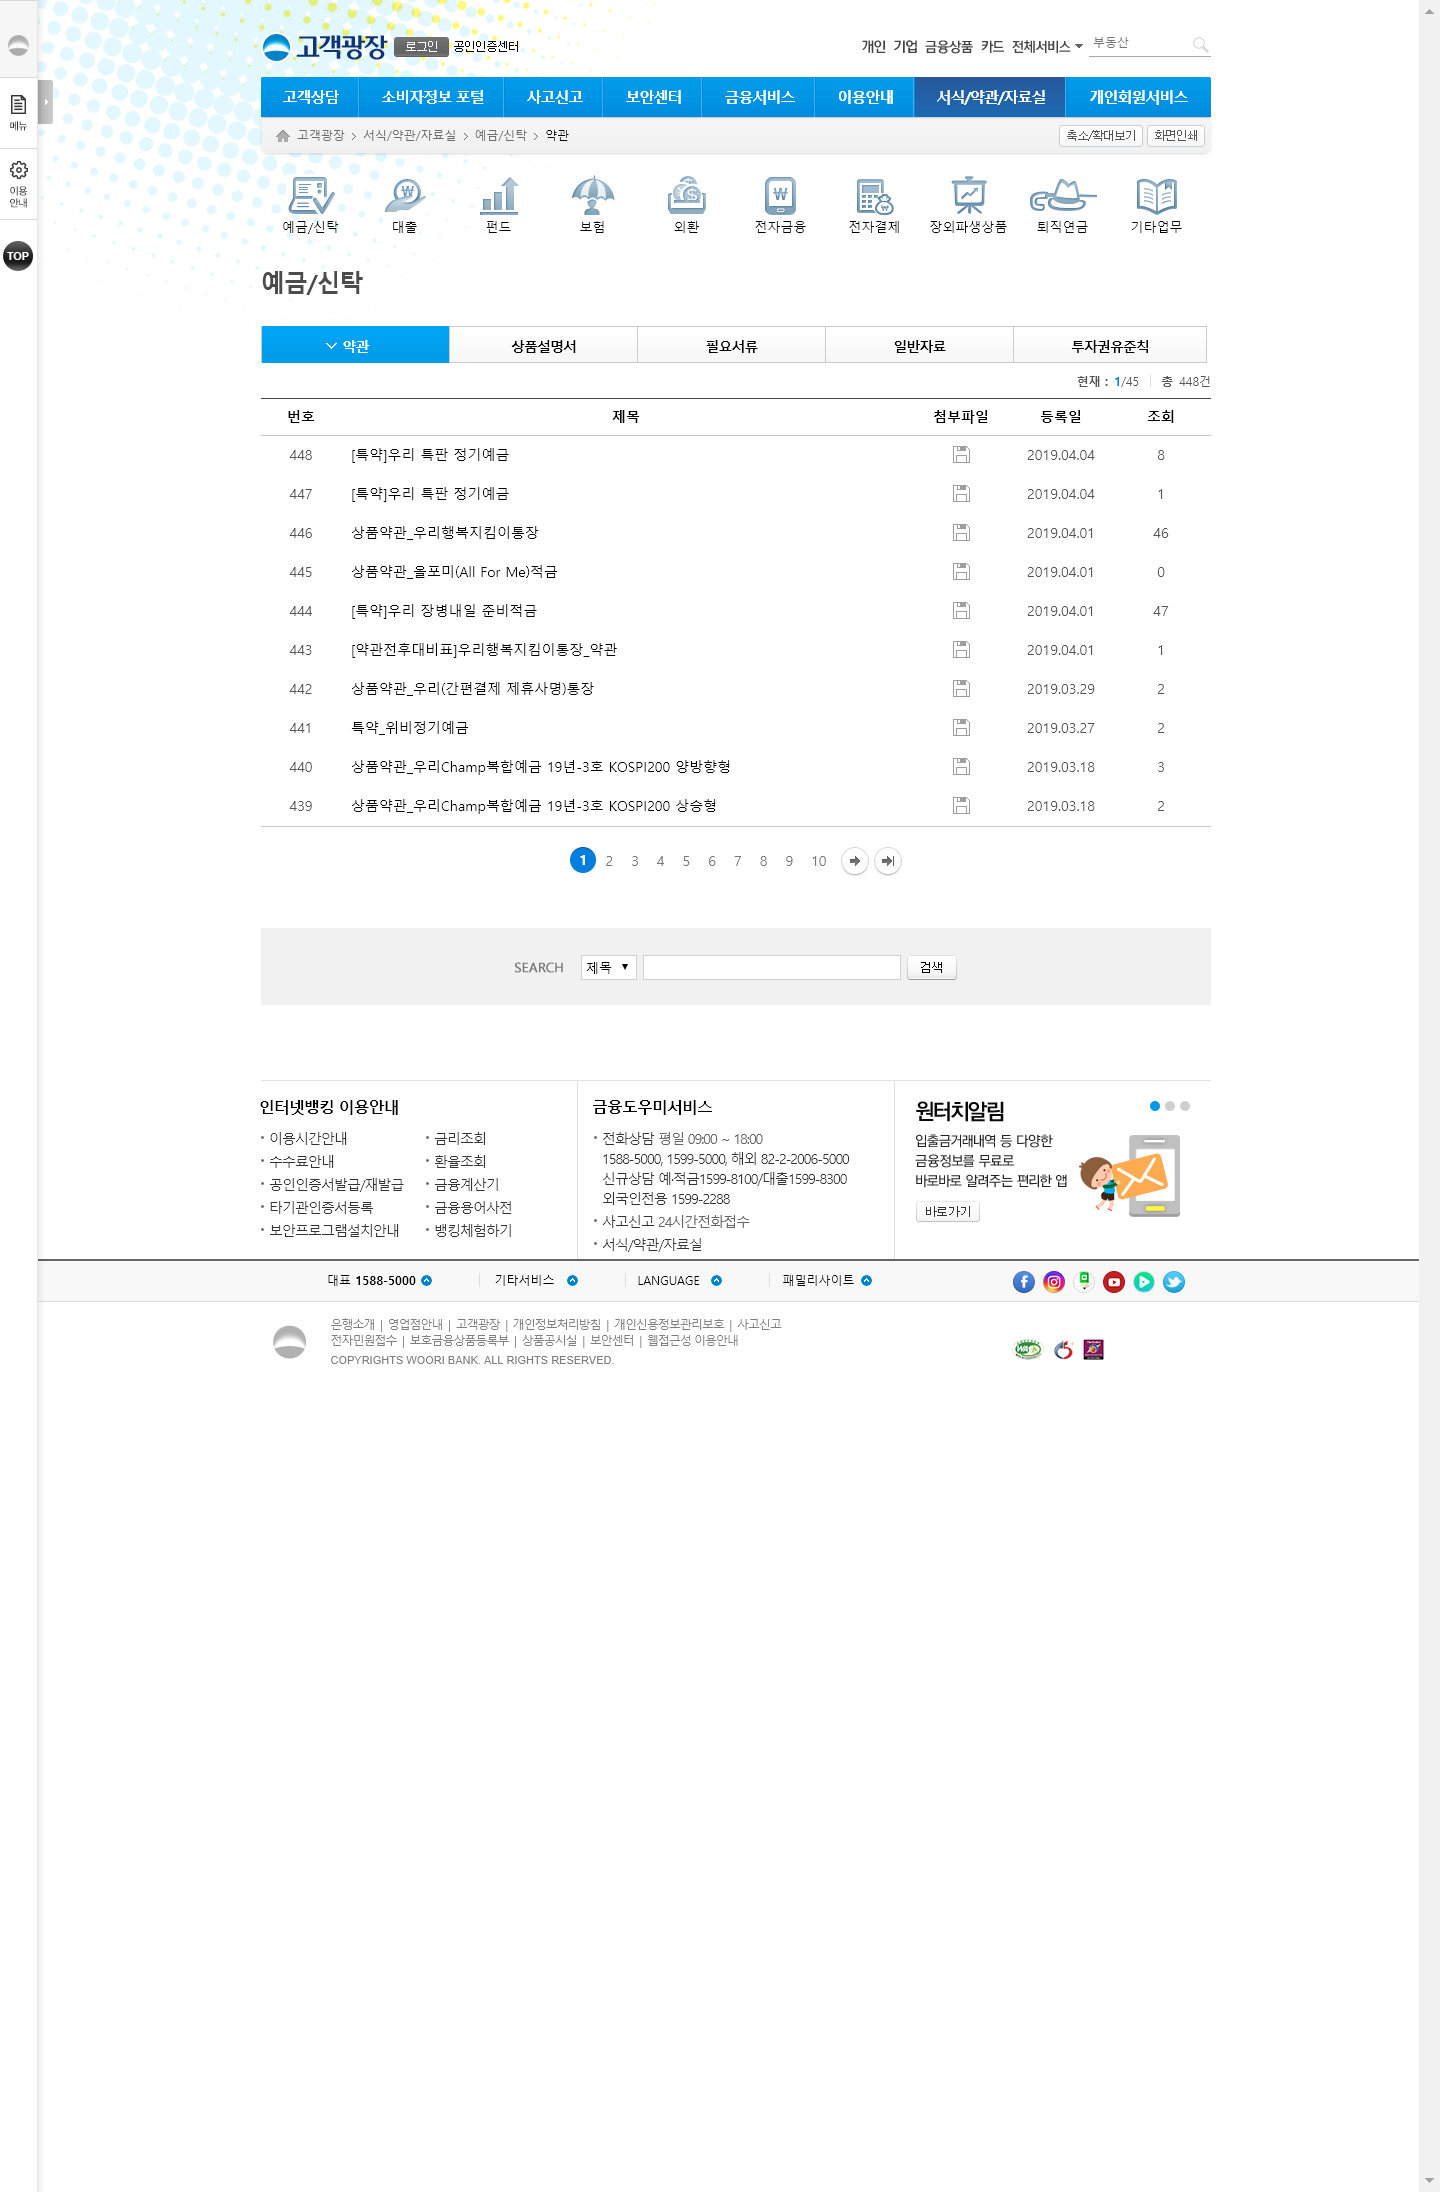 고객광장 로그인 공인인증센터
개인 기업 금융상품 카드 전체서비스 부동산
메뉴
이용
안내
TOP
고객상담 소비자정보 포털 사고신고 보안센터 금융서비스 이용안내 서식/약관/자료실 개인회원서비스
고객광장 > 서식/약관/자료실 > 예금/신탁 > 약관 축소/확대보기 화면인쇄
예금/신탁 대출 펀드 보험 외환 전자금융 전자결제 장외파생상품 퇴직연금 기타업무
예금/신탁
약관 상품설명서 필요서류 일반자료 투자권유준칙
현재 : 1/45 총 448건
번호 제목 첨부파일 등록일 조회
448 [특약]우리 특판 정기예금 2019.04.04 8
447 [특약]우리 특판 정기예금 2019.04.04 1
446 상품약관_우리행복지킴이통장 2019.04.01 46
445 상품약관_올포미(All For Me)적금 2019.04.01 0
444 [특약]우리 장병내일 준비적금 2019.04.01 47
443 [약관전후대비표]우리행복지킴이통장_약관 2019.04.01 1
442 상품약관_우리(간편결제 제휴사명)통장 2019.03.29 2
441 특약_위비정기예금 2019.03.27 2
440 상품약관_우리Champ복합예금 19년-3호 KOSPI200 양방향형 2019.03.18 3
439 상품약관_우리Champ복합예금 19년-3호 KOSPI200 상승형 2019.03.18 2
1 2 3 4 5 6 7 8 9 10
SEARCH 제목 ▼ 검색
인터넷뱅킹 이용안내
· 이용시간안내 · 금리조회
· 수수료안내 · 환율조회
· 공인인증서발급/재발급 · 금융계산기
· 타기관인증서등록 · 금융용어사전
· 보안프로그램설치안내 · 뱅킹체험하기
금융도우미서비스
· 전화상담 평일 09:00 ~ 18:00
1588-5000, 1599-5000, 해외 82-2-2006-5000
신규상담 예·적금1599-8100/대출1599-8300
외국인전용 1599-2288
· 사고신고 24시간전화접수
· 서식/약관/자료실
원터치알림
입출금거래내역 등 다양한
금융정보를 무료로
바로바로 알려주는 편리한 앱
바로가기
대표 1588-5000 기타서비스 LANGUAGE 패밀리사이트
은행소개 | 영업점안내 | 고객광장 | 개인정보처리방침 | 개인신용정보관리보호 | 사고신고
전자민원접수 | 보호금융상품등록부 | 상품공시실 | 보안센터 | 웹접근성 이용안내
COPYRIGHTS WOORI BANK. ALL RIGHTS RESERVED.